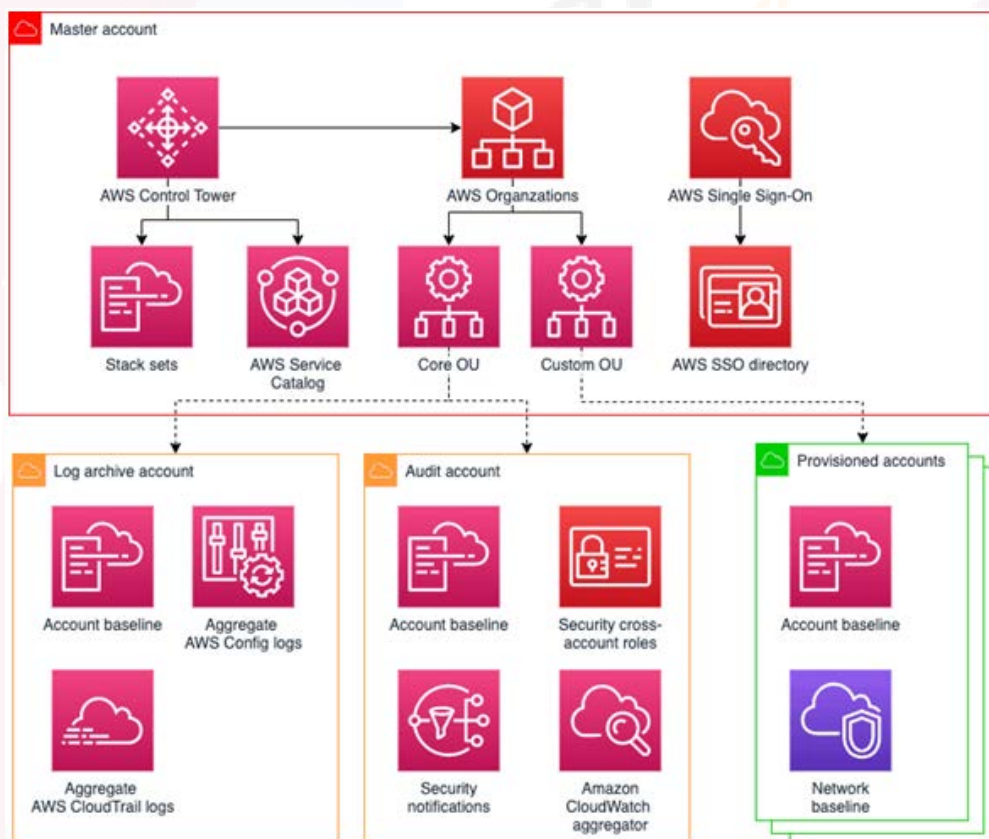 Master account
AWS Control Tower
AWS Organzations
AWS Single Sign-On
Stack sets
AWS Service
Catalog
Core OU
Custom OU
AWS SSO directory
Log archive account
Account baseline
Aggregate
AWS Config logs
Aggregate
AWS CloudTrail logs
Audit account
Account baseline
Security cross-
account roles
Security
notifications
Amazon
CloudWatch
aggregator
Provisioned accounts
Account baseline
Network
baseline